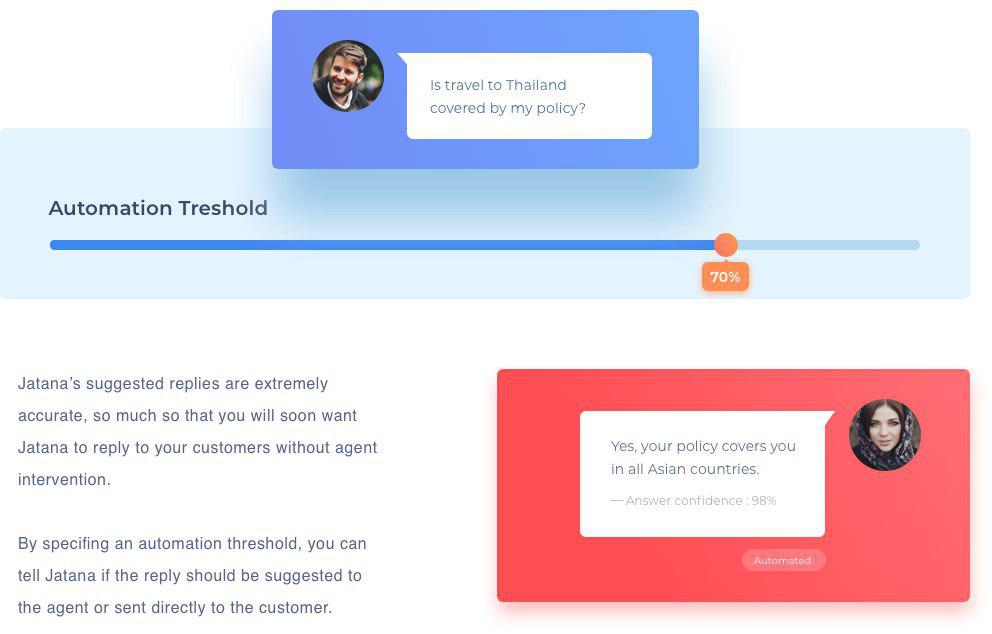 Is travel to Thailand
covered by my policy?
Automation Treshold
70%
Jatana’s suggested replies are extremely
accurate, so much so that you will soon want
Jatana to reply to your customers without agent
intervention.
By specifing an automation threshold, you can
tell Jatana if the reply should be suggested to
the agent or sent directly to the customer.
Yes, your policy covers you
in all Asian countries.
— Answer confidence : 98%
Automated